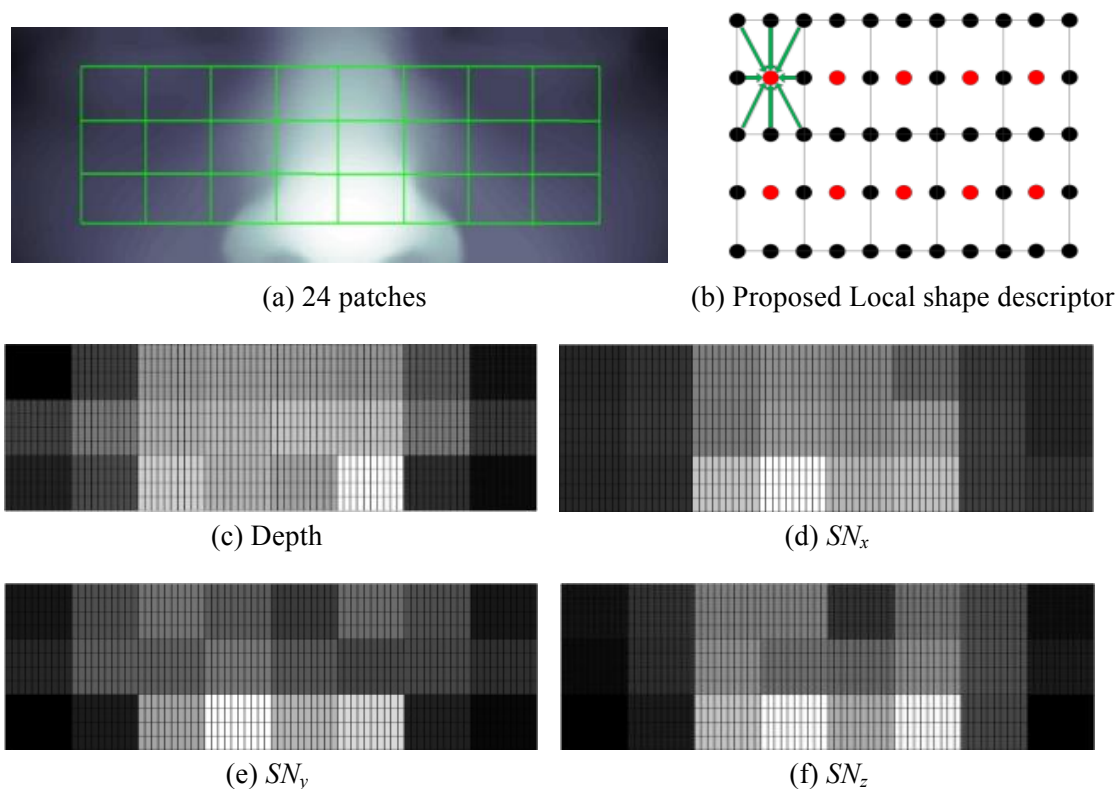 (a) 24 patches
(b) Proposed Local shape descriptor
(c) Depth
(d) SNx
(e) SNy
(f) SNz